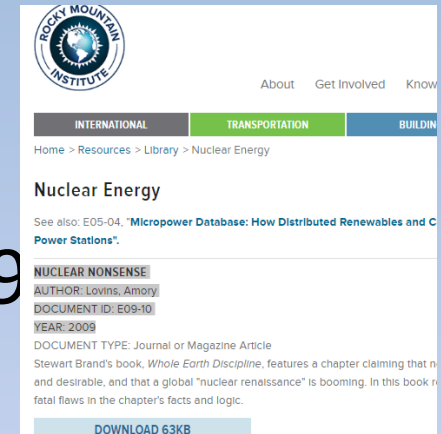 ROCKY MOUNTAIN
INSTITUTE
About Get Involved Know
INTERNATIONAL TRANSPORTATION BUILDIN
Home > Resources > Library > Nuclear Energy
Nuclear Energy
See also: E05-04, "Micropower Database: How Distributed Renewables and C
Power Stations".
9
NUCLEAR NONSENSE
AUTHOR: Lovins, Amory
DOCUMENT ID: E09-10
YEAR: 2009
DOCUMENT TYPE: Journal or Magazine Article
Stewart Brand's book, Whole Earth Discipline, features a chapter claiming that n
and desirable, and that a global "nuclear renaissance" is booming. In this book r
fatal flaws in the chapter's facts and logic.
DOWNLOAD 63KB